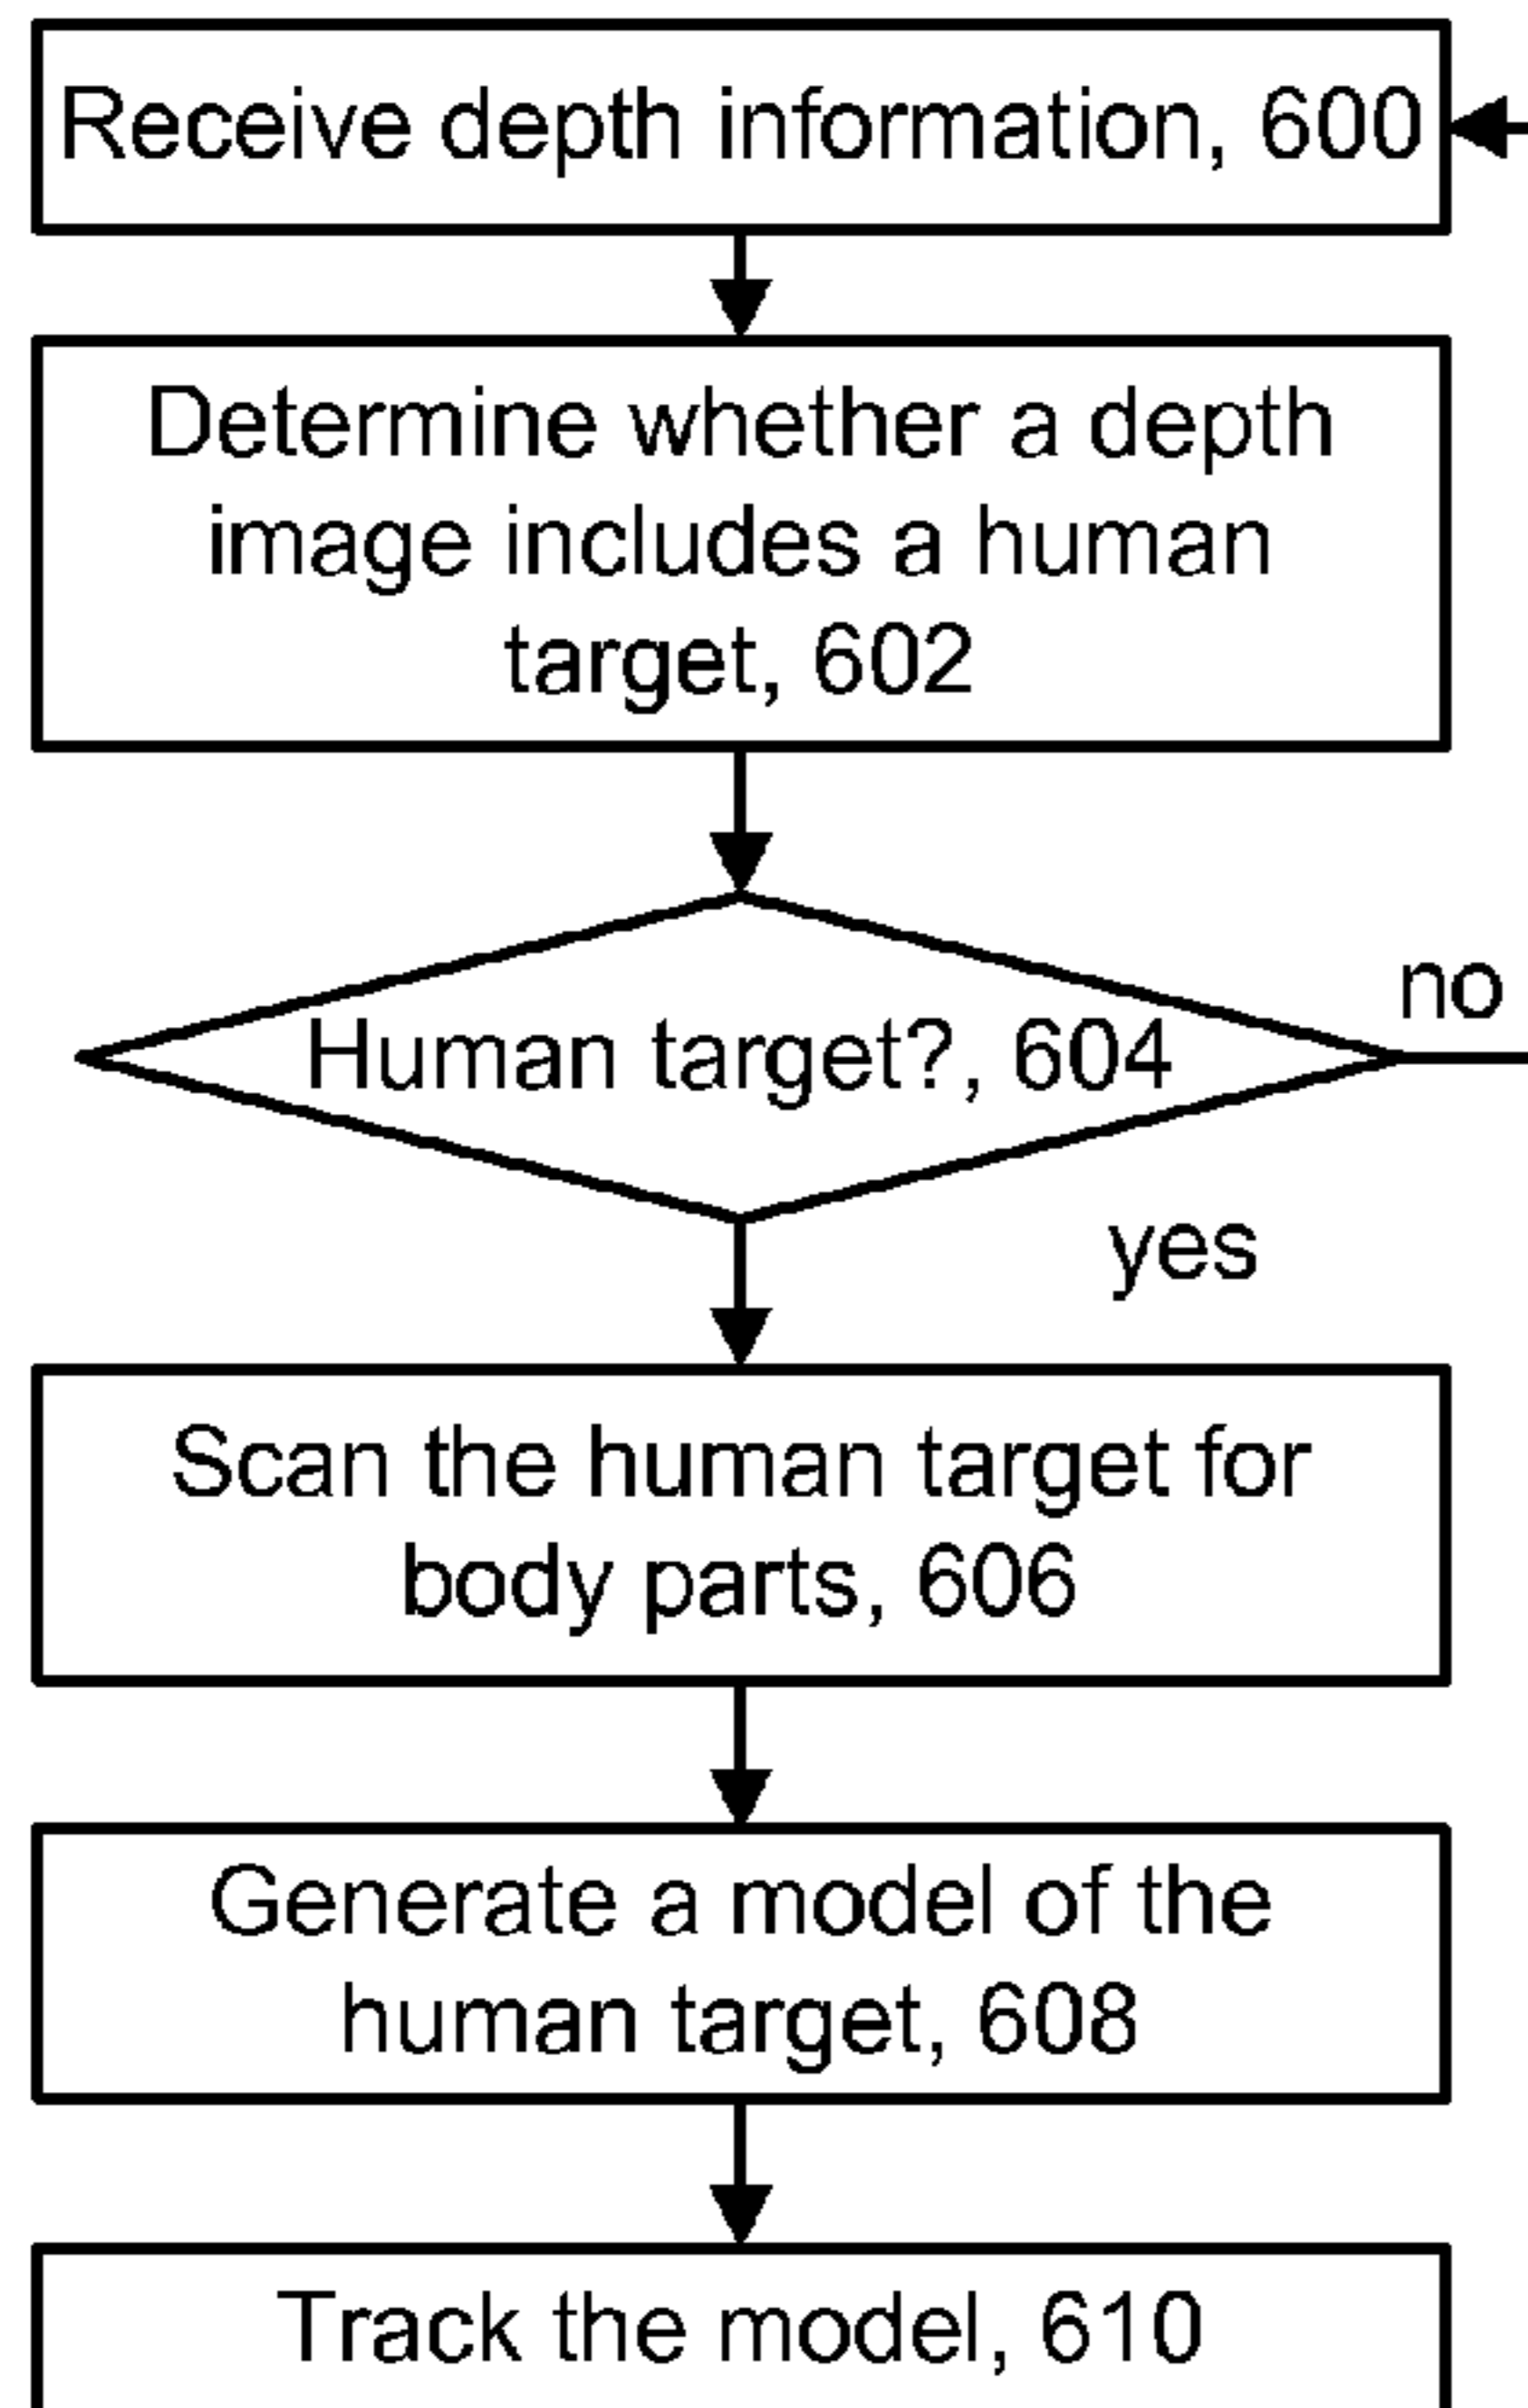 Receive depth information, 600
Determine whether a depth
image includes a human
target, 602
Human target?, 604
no
yes
Scan the human target for
body parts, 606
Generate a model of the
human target, 608
Track the model, 610